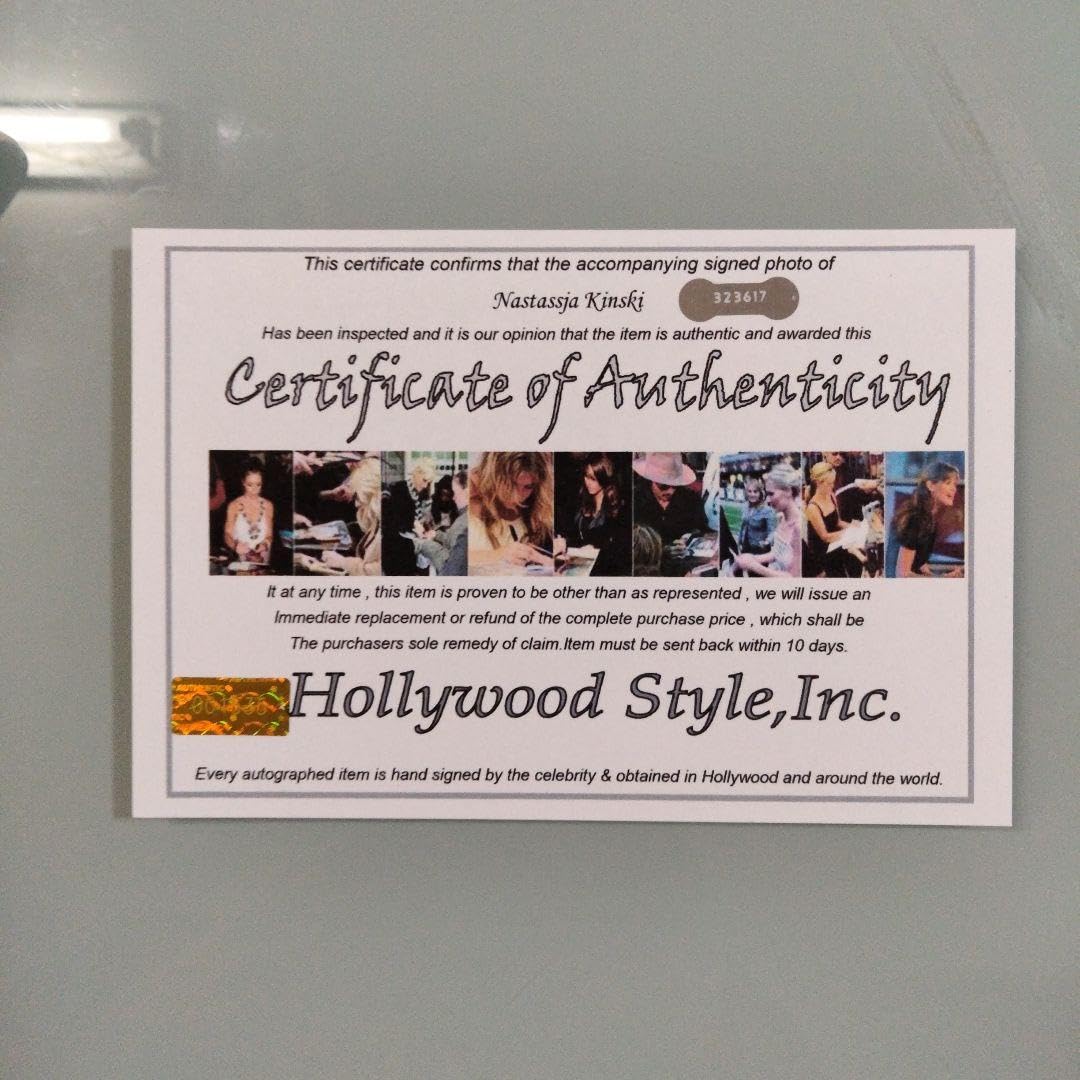 This certificate confirms that the accompanying signed photo of
Nastassja Kinski
323617
Has been inspected and it is our opinion that the item is authentic and awarded this
Certificate of Authenticity
It at any time , this item is proven to be other than as represented , we will issue an
Immediate replacement or refund of the complete purchase price , which shall be
The purchasers sole remedy of claim.Item must be sent back within 10 days.
AUTHENTIC
Hollywood Style,Inc.
Every autographed item is hand signed by the celebrity & obtained in Hollywood and around the world.